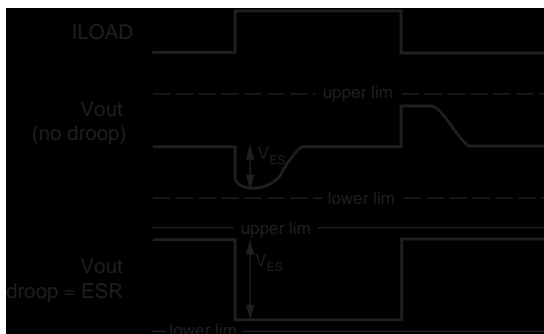 ILOAD
upper lim
Vout
(no droop)
VES
lower lim
upper lim
Vout
droop ≈ ESR
VES
lower lim